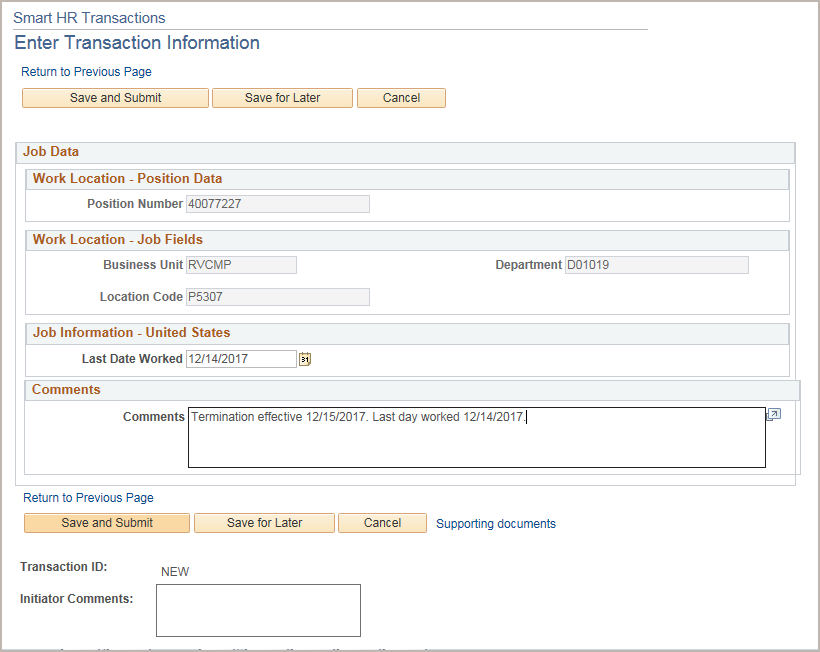 Smart HR Transactions
Enter Transaction Information
Return to Previous Page
Save and Submit Save for Later Cancel
Job Data
Work Location - Position Data
Position Number 40077227
Work Location - Job Fields
Business Unit RVCMP Department D01019
Location Code P5307
Job Information - United States
Last Date Worked 12/14/2017 31
Comments
Comments Termination effective 12/15/2017. Last day worked 12/14/2017.
Return to Previous Page
Save and Submit Save for Later Cancel Supporting documents
Transaction ID: NEW
Initiator Comments: